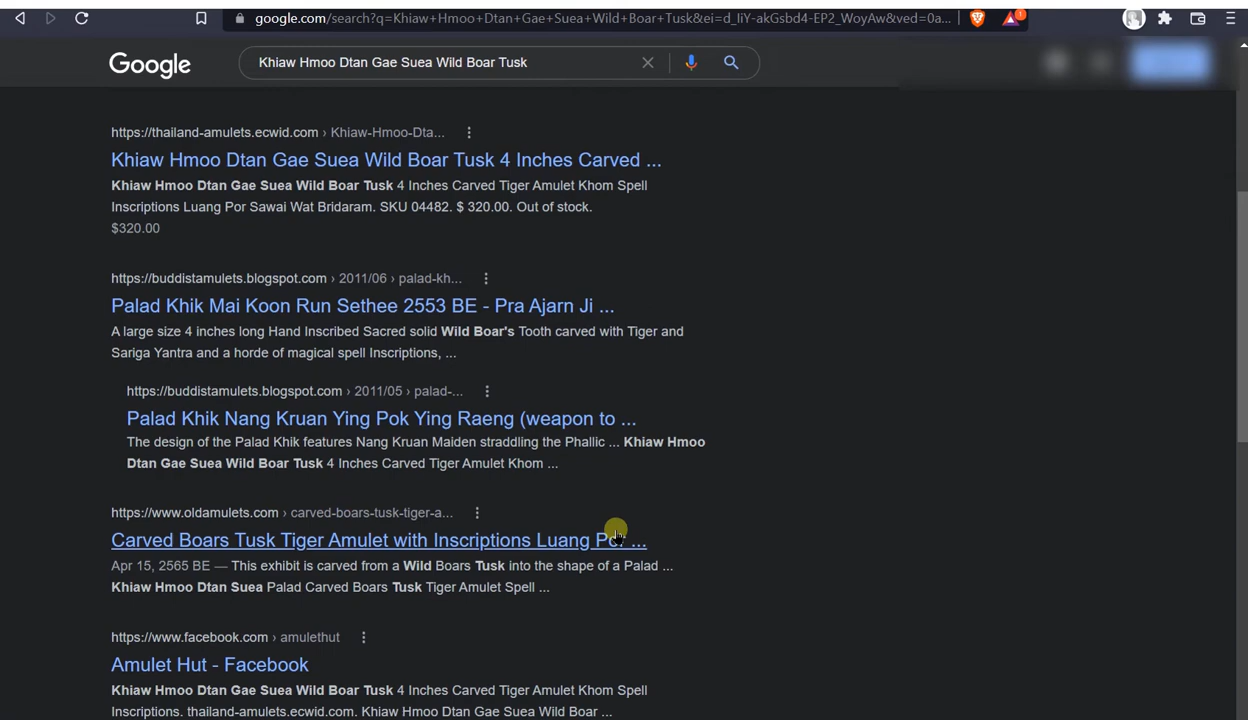 google.com/search?q=Khiaw+Hmoo+Dtan+Gae+Suea+Wild+Boar+Tusk&ei=d_IiY-akGsbd4-EP2_WoyAw&ved=0a...
1
Google
Khiaw Hmoo Dtan Gae Suea Wild Boar Tusk
https://thailand-amulets.ecwid.com › Khiaw-Hmoo-Dta...
Khiaw Hmoo Dtan Gae Suea Wild Boar Tusk 4 Inches Carved ...
Khiaw Hmoo Dtan Gae Suea Wild Boar Tusk 4 Inches Carved Tiger Amulet Khom Spell
Inscriptions Luang Por Sawai Wat Bridaram. SKU 04482. $ 320.00. Out of stock.
$320.00
https://buddistamulets.blogspot.com › 2011/06 › palad-kh...
Palad Khik Mai Koon Run Sethee 2553 BE - Pra Ajarn Ji ...
A large size 4 inches long Hand Inscribed Sacred solid Wild Boar's Tooth carved with Tiger and
Sariga Yantra and a horde of magical spell Inscriptions, ...
https://buddistamulets.blogspot.com › 2011/05 › palad-...
Palad Khik Nang Kruan Ying Pok Ying Raeng (weapon to ...
The design of the Palad Khik features Nang Kruan Maiden straddling the Phallic ... Khiaw Hmoo
Dtan Gae Suea Wild Boar Tusk 4 Inches Carved Tiger Amulet Khom ...
https://www.oldamulets.com › carved-boars-tusk-tiger-a...
Carved Boars Tusk Tiger Amulet with Inscriptions Luang Por ...
Apr 15, 2565 BE — This exhibit is carved from a Wild Boars Tusk into the shape of a Palad ...
Khiaw Hmoo Dtan Suea Palad Carved Boars Tusk Tiger Amulet Spell ...
https://www.facebook.com › amulethut
Amulet Hut - Facebook
Khiaw Hmoo Dtan Gae Suea Wild Boar Tusk 4 Inches Carved Tiger Amulet Khom Spell
Inscriptions. thailand-amulets.ecwid.com. Khiaw Hmoo Dtan Gae Suea Wild Boar ...